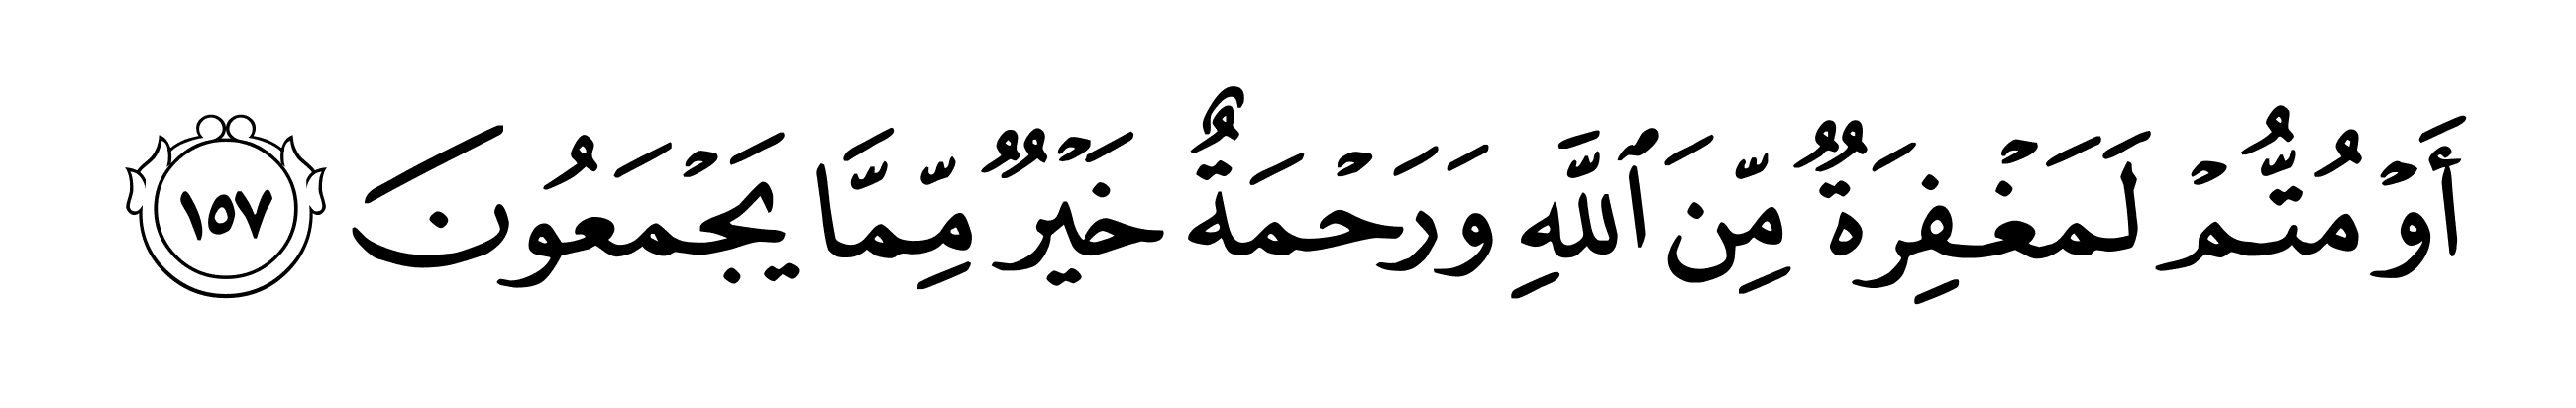 أَوۡ مُتُّمۡ لَمَغۡفِرَةٞ مِّنَ ٱللَّهِ وَرَحۡمَةٌ خَيۡرٞ مِّمَّا يَجۡمَعُونَ ١٥٧